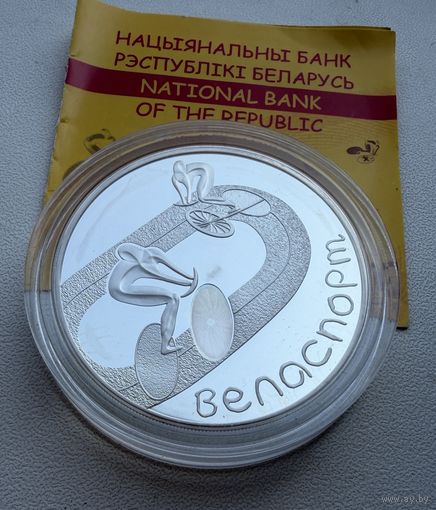 НАЦЫЯНАЛЬНЫ БАНК
РЭСПУБЛІКІ БЕЛАРУСЬ
NATIONAL BANK
OF THE REPUBLIC
Веласпорт
www.ay.by